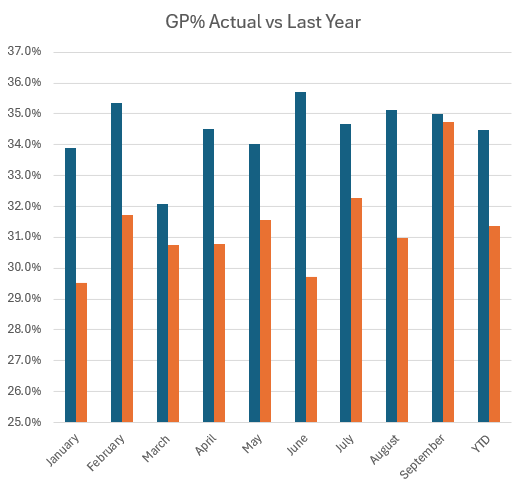 GP% Actual vs Last Year
37.0%
36.0%
35.0%
34.0%
33.0%
32.0%
31.0%
30.0%
29.0%
28.0%
27.0%
26.0%
25.0%
January
February
March
April
May
June
July
August
September
YTD